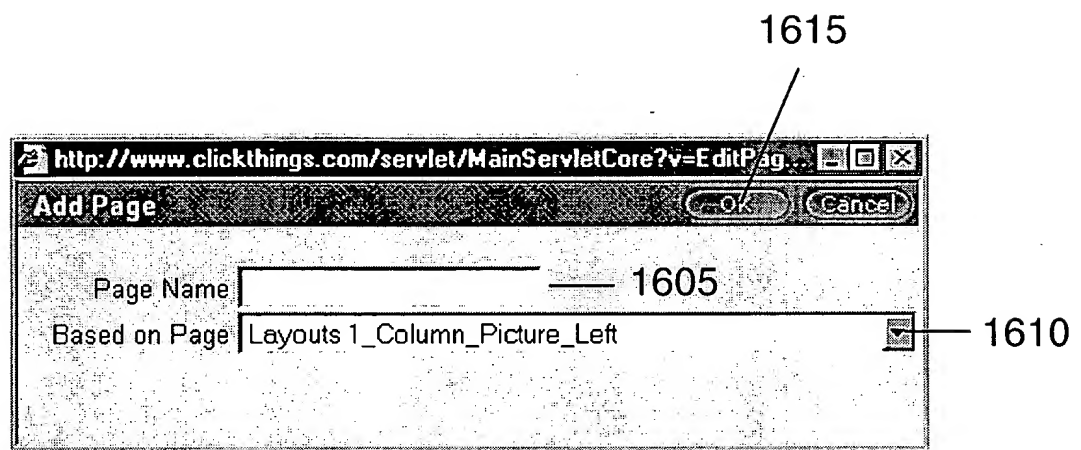 1615
http://www.clickthings.com/servlet/MainServletCore?v=EditPag...
Add Page OK Cancel
Page Name 1605
Based on Page Layouts 1_Column_Picture_Left 1610